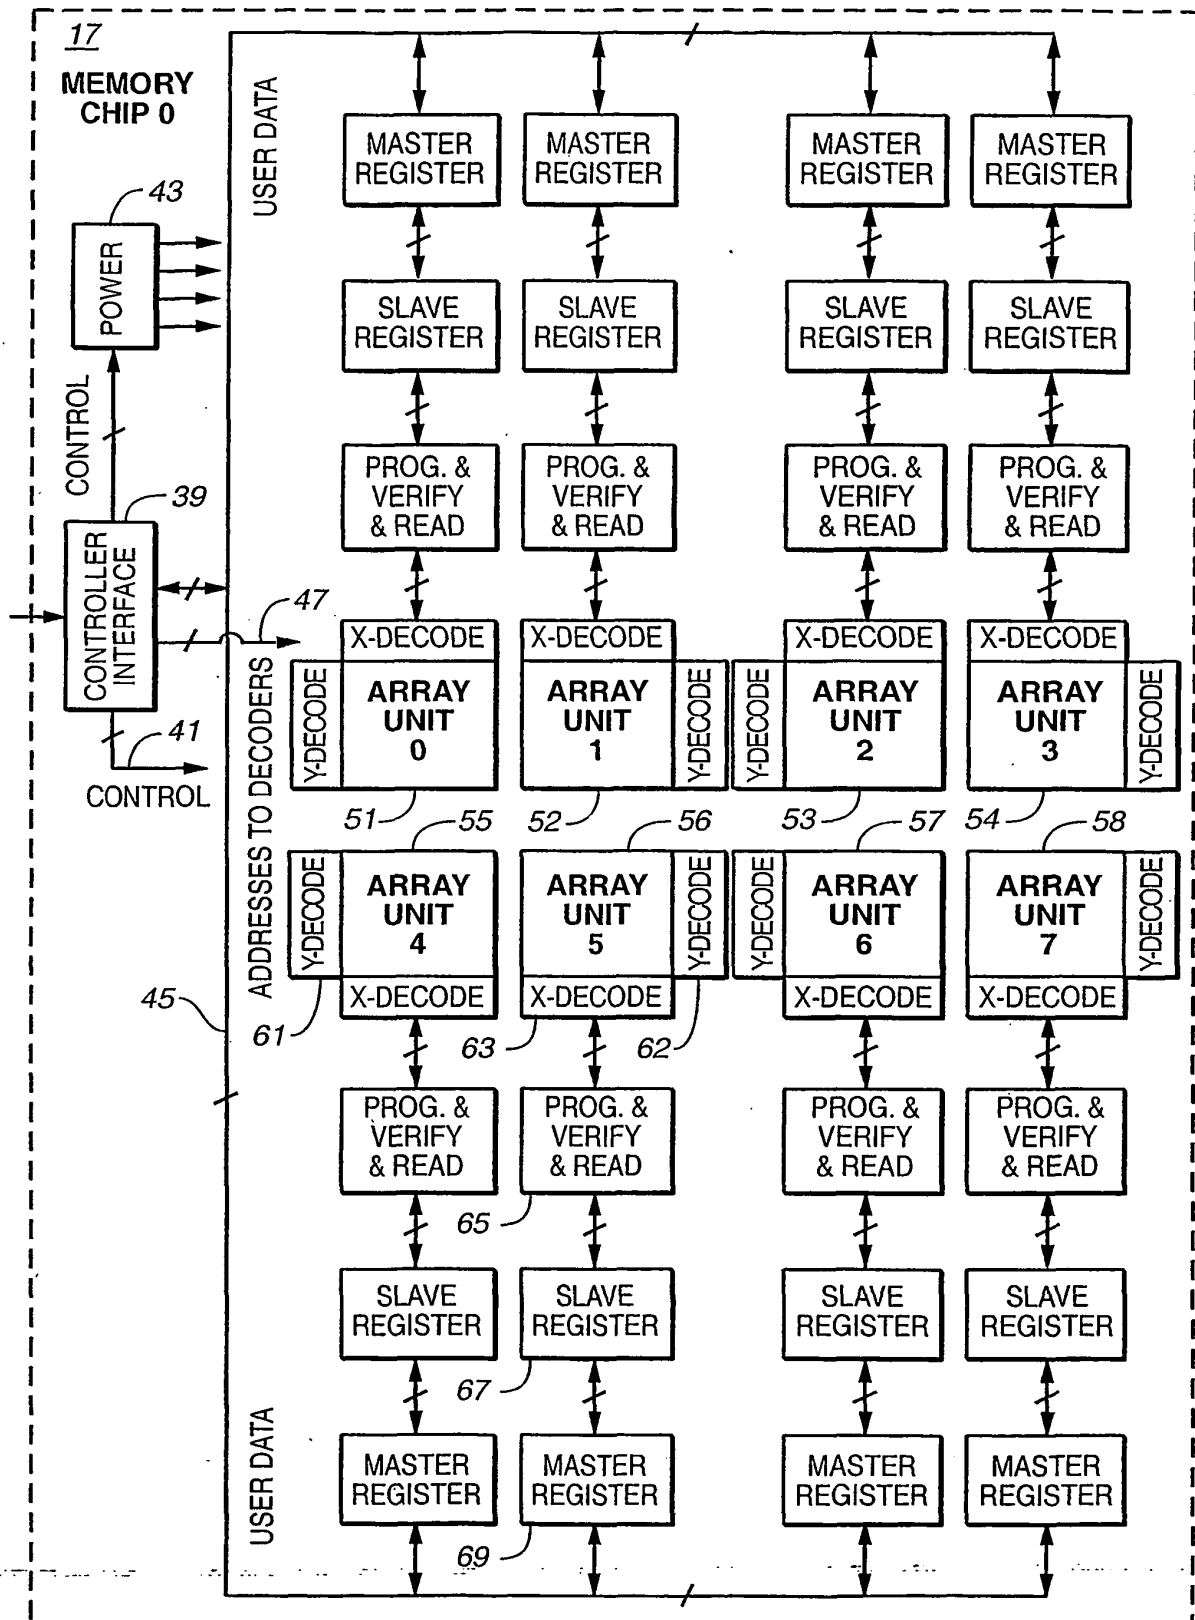 17
MEMORY
CHIP 0
USER DATA
MASTER
REGISTER
MASTER
REGISTER
MASTER
REGISTER
MASTER
REGISTER
43
POWER
SLAVE
REGISTER
SLAVE
REGISTER
SLAVE
REGISTER
SLAVE
REGISTER
CONTROL
PROG. &
VERIFY
& READ
PROG. &
VERIFY
& READ
PROG. &
VERIFY
& READ
PROG. &
VERIFY
& READ
39
CONTROLLER
INTERFACE
47
41
CONTROL
ADDRESSES TO DECODERS
X-DECODE
X-DECODE
X-DECODE
X-DECODE
Y-DECODE
ARRAY
UNIT
0
ARRAY
UNIT
1
Y-DECODE
Y-DECODE
ARRAY
UNIT
2
ARRAY
UNIT
3
Y-DECODE
51
52
53
54
55
56
57
58
Y-DECODE
ARRAY
UNIT
4
ARRAY
UNIT
5
Y-DECODE
Y-DECODE
ARRAY
UNIT
6
ARRAY
UNIT
7
Y-DECODE
X-DECODE
X-DECODE
X-DECODE
X-DECODE
45
61
63
62
PROG. &
VERIFY
& READ
PROG. &
VERIFY
& READ
PROG. &
VERIFY
& READ
PROG. &
VERIFY
& READ
65
SLAVE
REGISTER
SLAVE
REGISTER
SLAVE
REGISTER
SLAVE
REGISTER
67
USER DATA
MASTER
REGISTER
MASTER
REGISTER
MASTER
REGISTER
MASTER
REGISTER
69